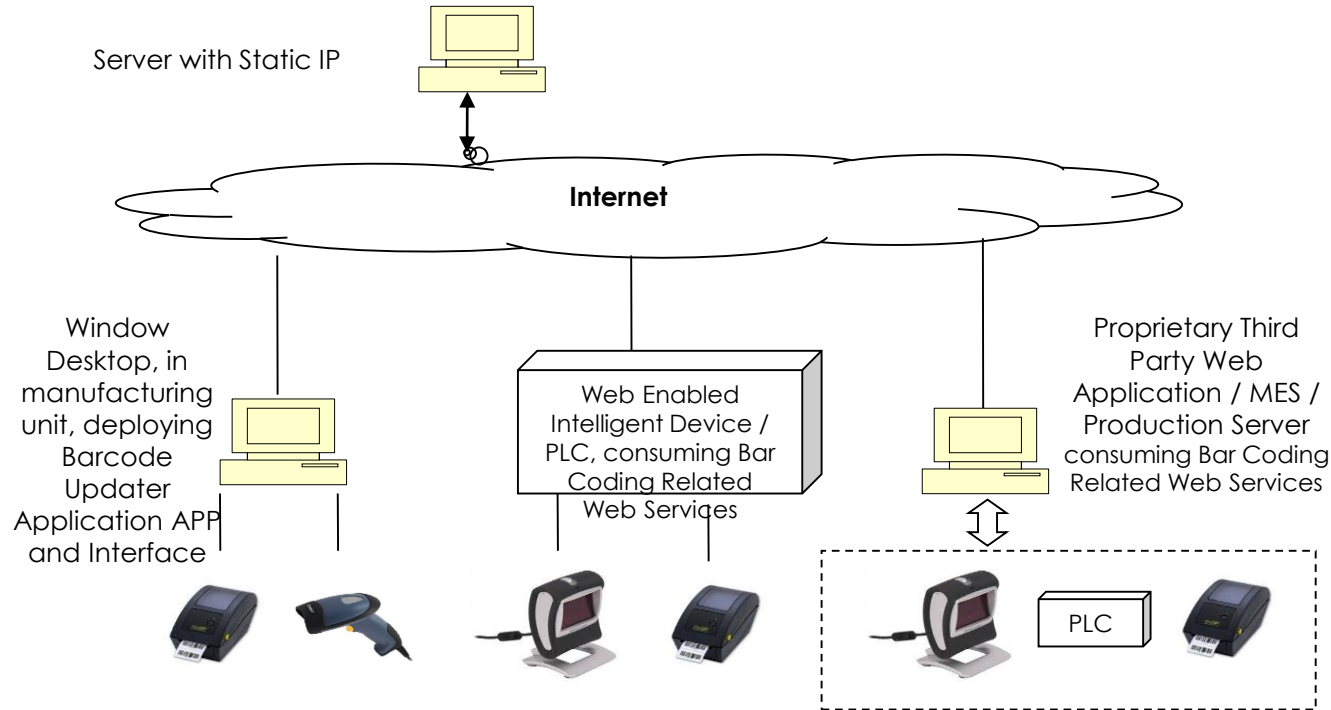 Server with Static IP
Internet
Window
Desktop, in
manufacturing
unit, deploying
Barcode
Updater
Application APP
and Interface
Web Enabled
Intelligent Device /
PLC, consuming Bar
Coding Related
Web Services
Proprietary Third
Party Web
Application / MES /
Production Server
consuming Bar Coding
Related Web Services
PLC